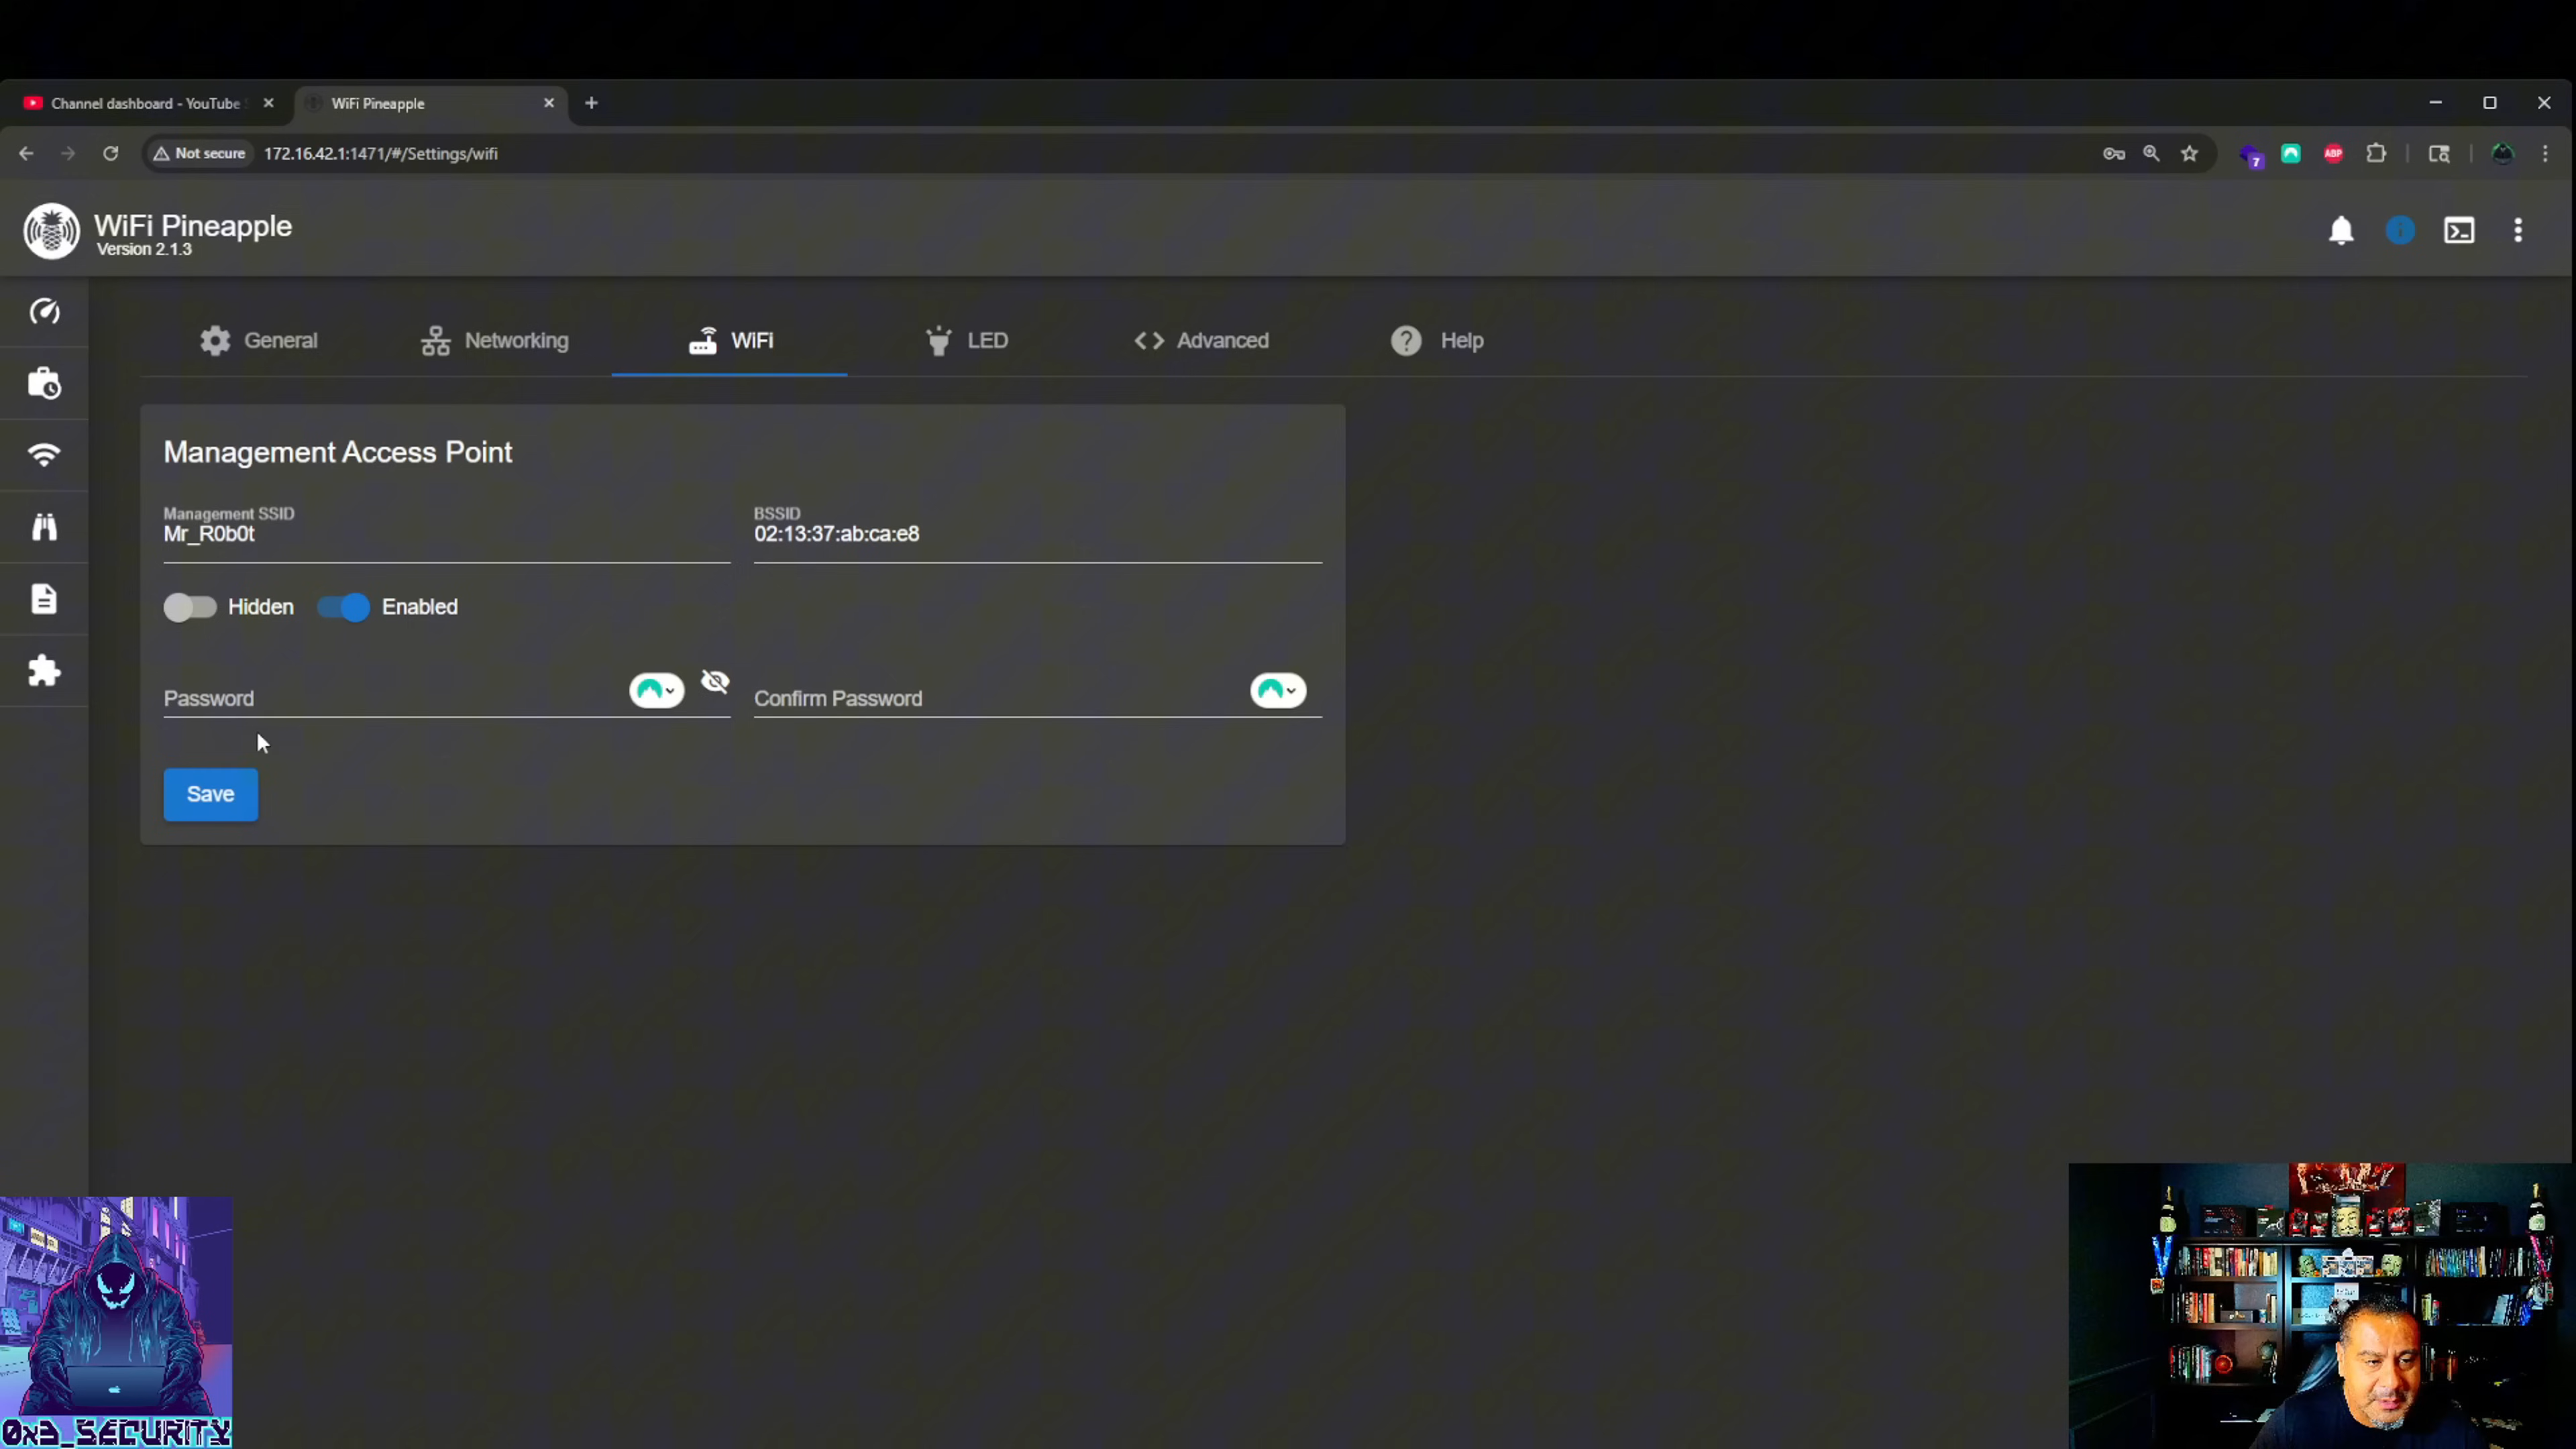 Channel dashboard - YouTube
WiFi Pineapple
Not secure
172.16.42.1:1471/#/Settings/wifi
7
ABP
WiFi Pineapple
Version 2.1.3
General
Networking
WiFi
LED
Advanced
Help
Management Access Point
Management SSID
Mr_R0b0t
BSSID
02:13:37:ab:ca:e8
Hidden
Enabled
Password
Confirm Password
Save
0x3_SECURITY